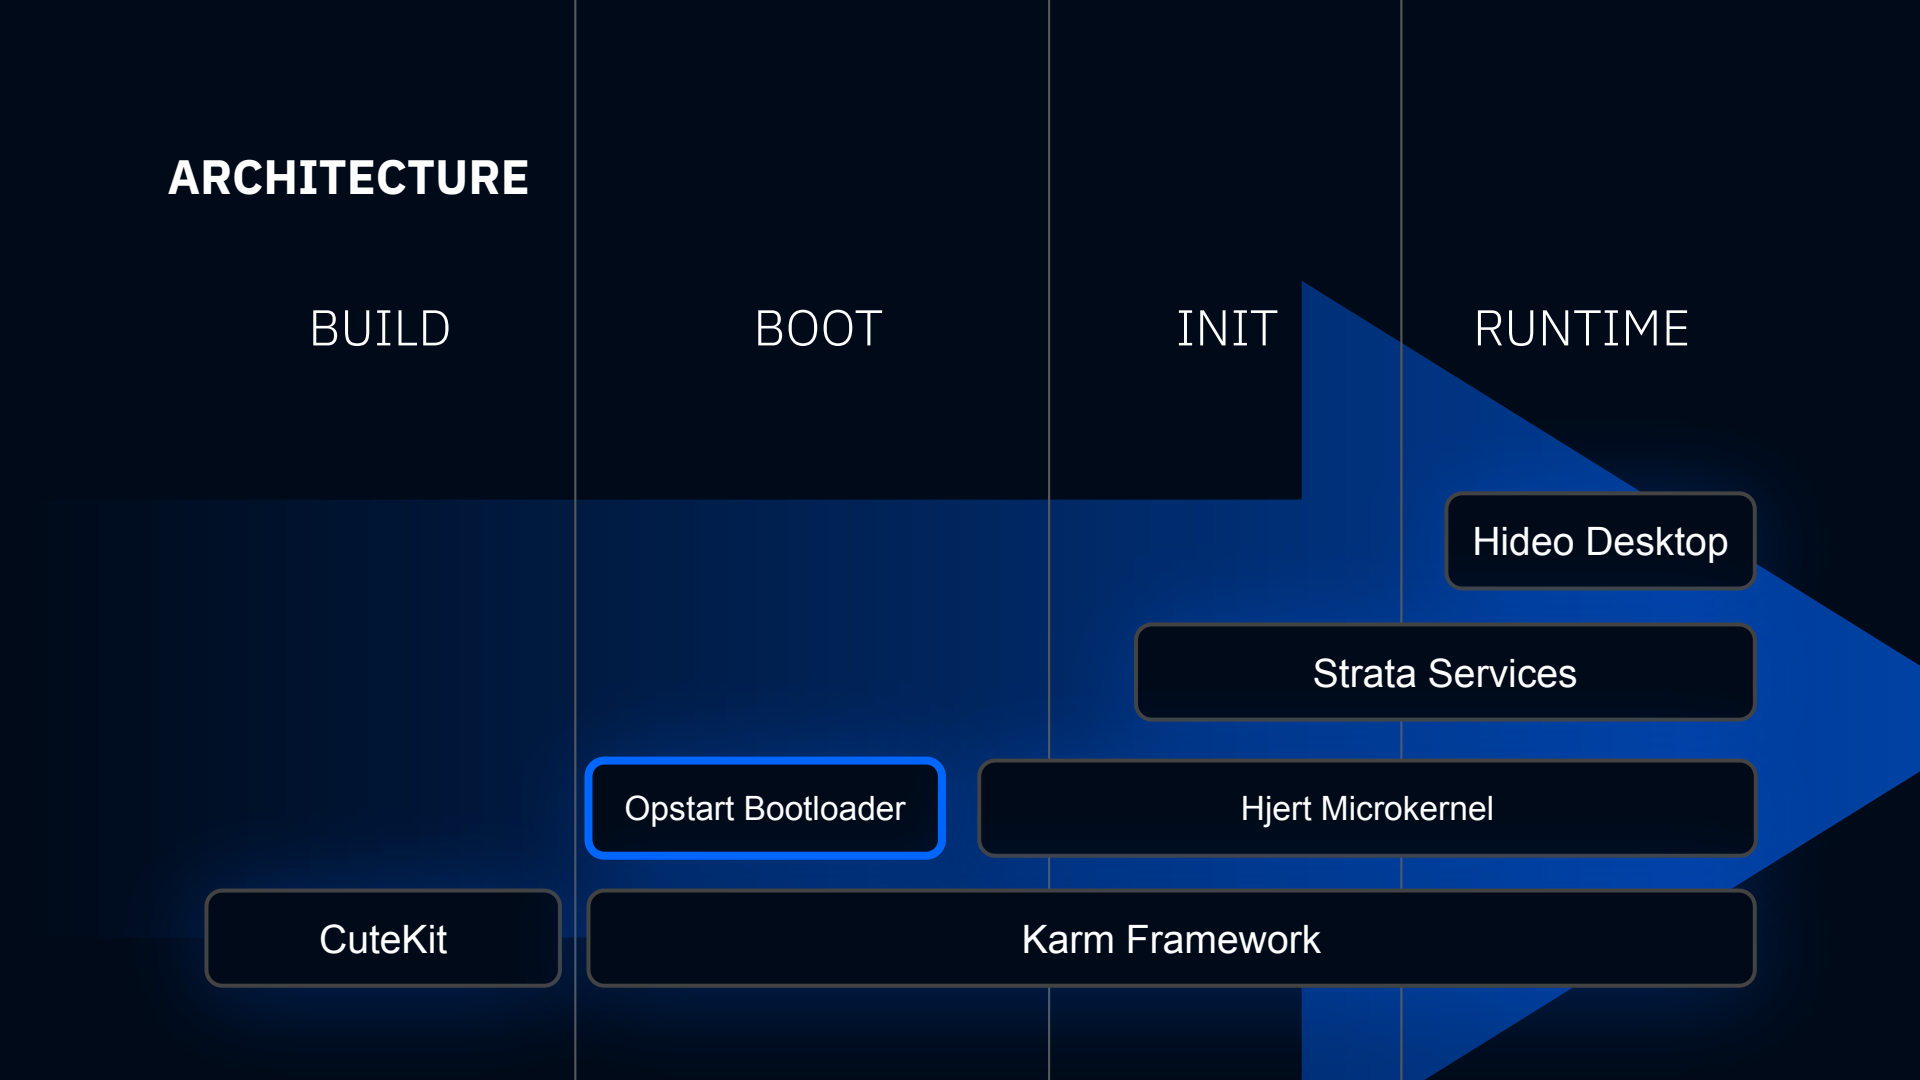 ARCHITECTURE
BUILD
BOOT
INIT
RUNTIME
Hideo Desktop
Strata Services
Opstart Bootloader
Hjert Microkernel
CuteKit
Karm Framework